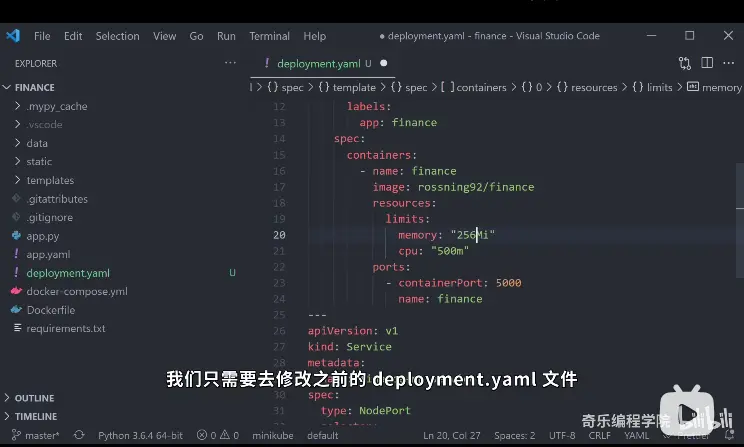 File Edit Selection View Go Run Terminal Help ● deployment.yaml - finance - Visual Studio Code
EXPLORER ···
! deployment.yaml U ●
FINANCE
l > {} spec > {} template > {} spec > [ ] containers > {} 0 > {} resources > {} limits > memory
.mypy_cache
.vscode
data
static
templates
.gitattributes
.gitignore
app.py
! app.yaml
! deployment.yaml U
docker-compose.yml
Dockerfile
requirements.txt
12 labels:
13 app: finance
14 spec:
15 containers:
16 - name: finance
17 image: rossning92/finance
18 resources:
19 limits:
20 memory: "256Mi"
21 cpu: "500m"
22 ports:
23 - containerPort: 5000
24 name: finance
25 ---
26 apiVersion: v1
27 kind: Service
28 metadata:
我们只需要去修改之前的 deployment.yaml 文件
30 spec:
31 type: NodePort
OUTLINE
TIMELINE
奇乐编程学院 bilibili
master* Python 3.6.4 64-bit 0 0 minikube default Ln 20, Col 27 Spaces: 2 UTF-8 CRLF YAML Prettier